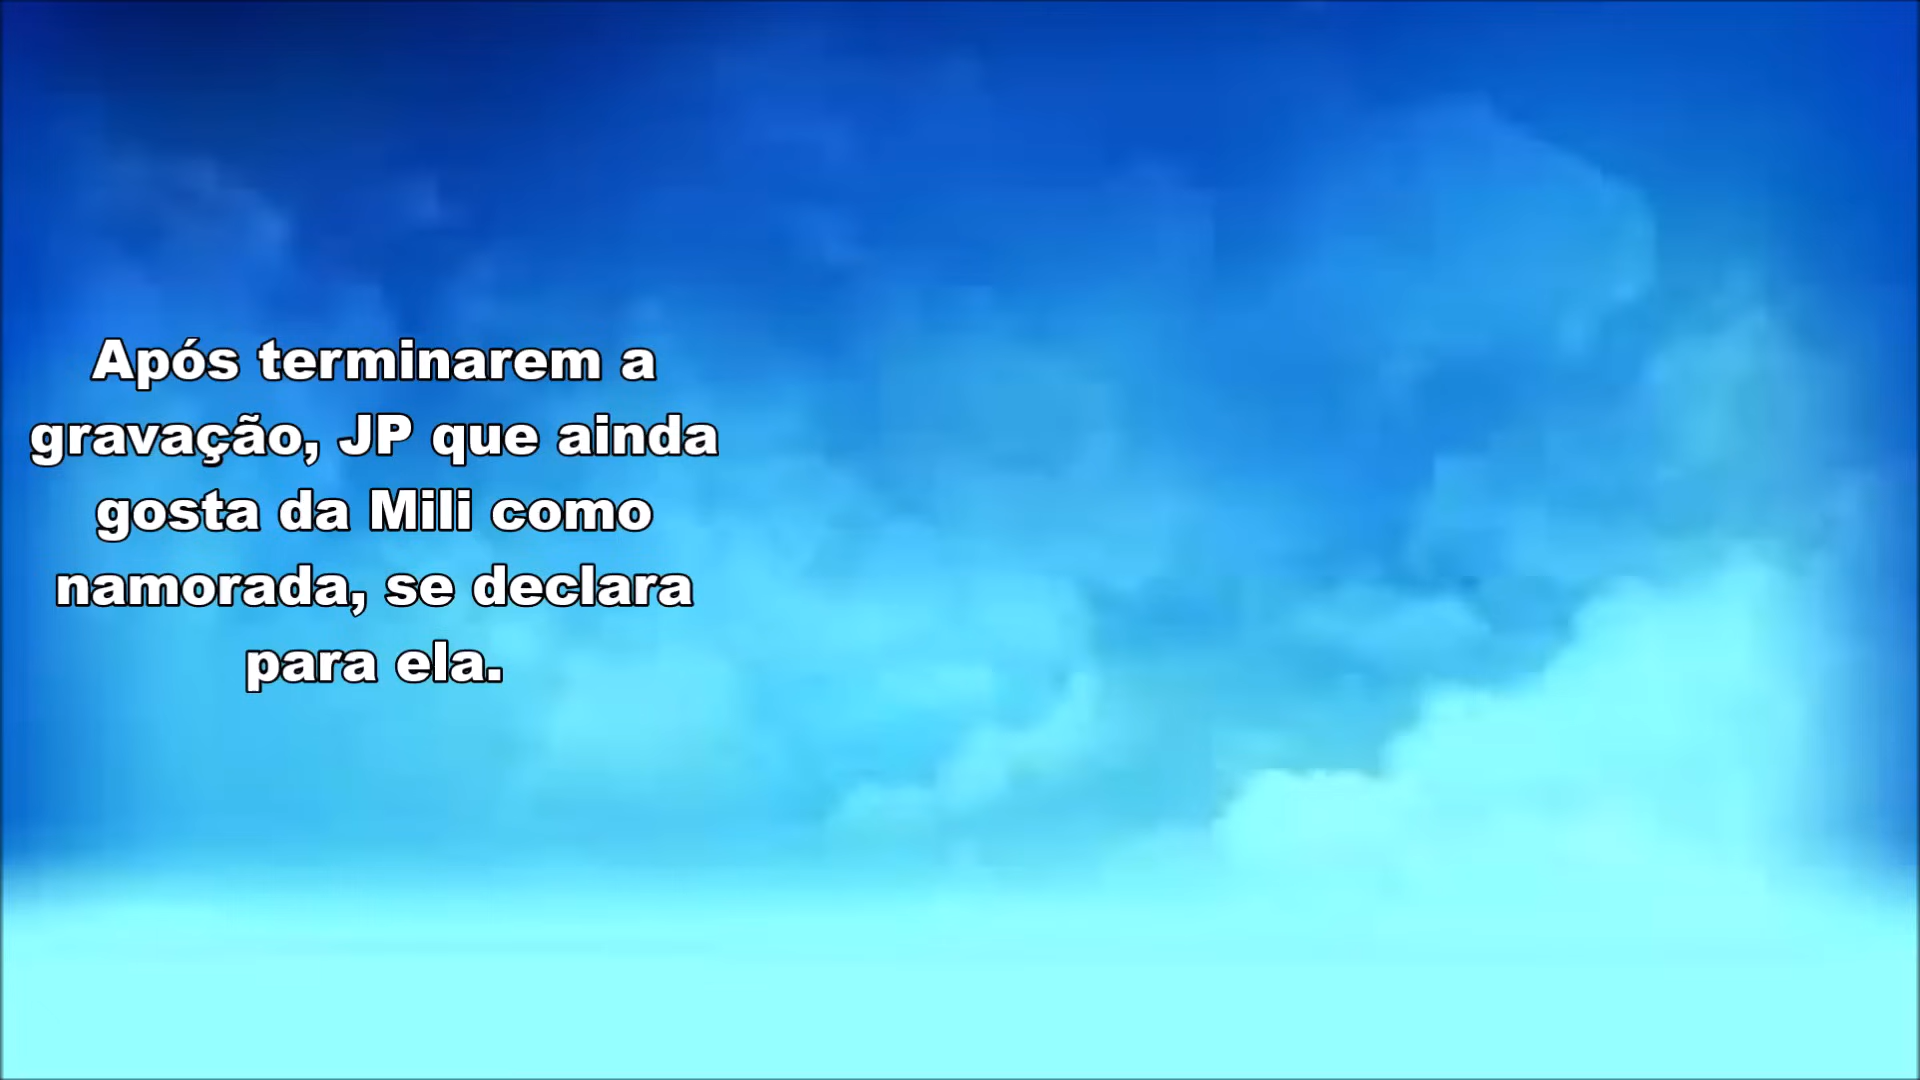 Após terminarem a
gravação, JP que ainda
gosta da Mili como
namorada, se declara
para ela.